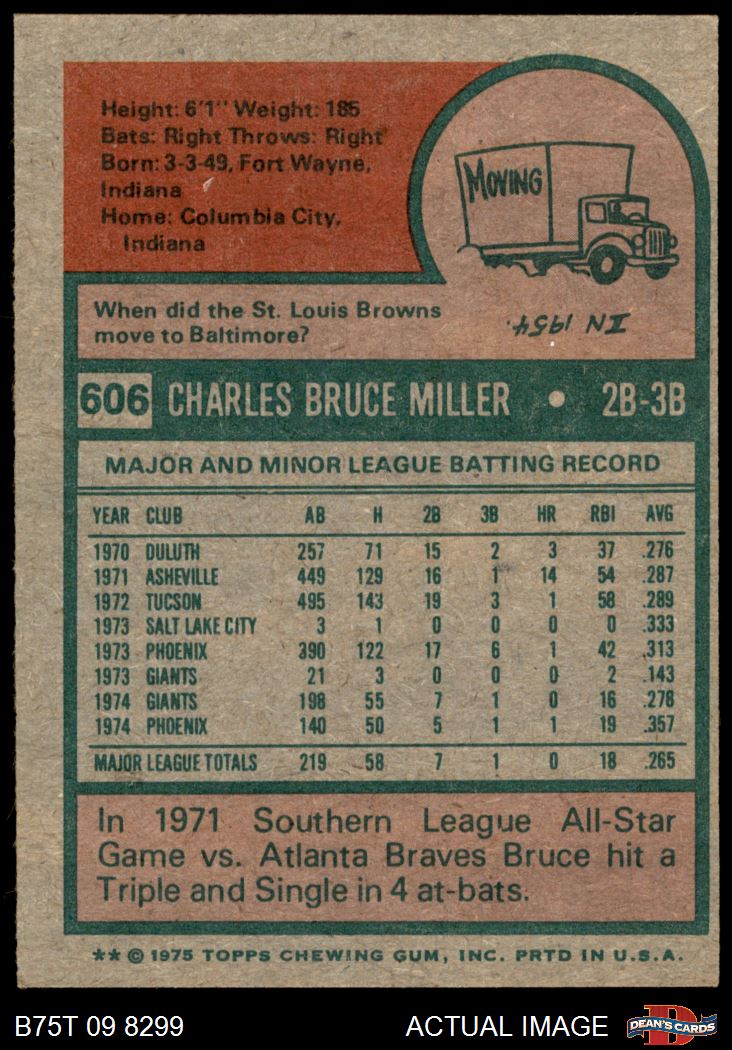 Height: 6'1" Weight: 185
Bats: Right Throws: Right
Born: 3-3-49, Fort Wayne,
Indiana
Home: Columbia City,
Indiana
MOVING
When did the St. Louis Browns
move to Baltimore?
IN 1954.
606 CHARLES BRUCE MILLER • 2B-3B
MAJOR AND MINOR LEAGUE BATTING RECORD
YEAR CLUB AB H 2B 3B HR RBI AVG
1970 DULUTH 257 71 15 2 3 37 .276
1971 ASHEVILLE 449 129 16 1 14 54 .287
1972 TUCSON 495 143 19 3 1 58 .289
1973 SALT LAKE CITY 3 1 0 0 0 0 .333
1973 PHOENIX 390 122 17 6 1 42 .313
1973 GIANTS 21 3 0 0 0 2 .143
1974 GIANTS 198 55 7 1 0 16 .278
1974 PHOENIX 140 50 5 1 1 19 .357
MAJOR LEAGUE TOTALS 219 58 7 1 0 18 .265
In 1971 Southern League All-Star
Game vs. Atlanta Braves Bruce hit a
Triple and Single in 4 at-bats.
** © 1975 TOPPS CHEWING GUM, INC. PRTD IN U.S.A.
B75T 09 8299 ACTUAL IMAGE D DEAN'S CARDS